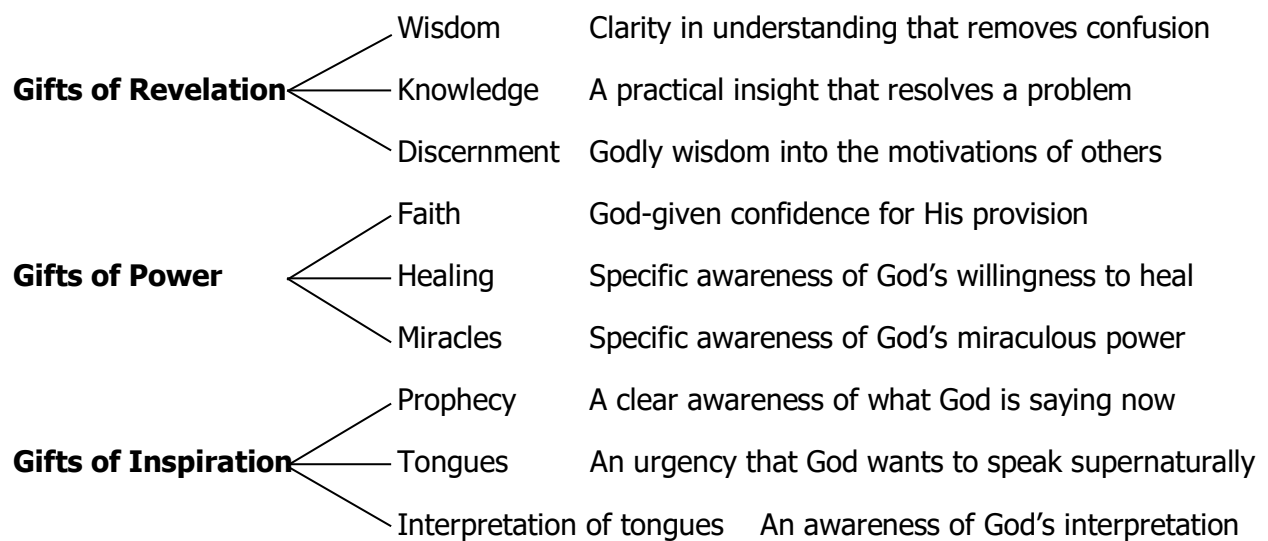 Wisdom Clarity in understanding that removes confusion
Gifts of Revelation Knowledge A practical insight that resolves a problem
Discernment Godly wisdom into the motivations of others
Faith God-given confidence for His provision
Gifts of Power Healing Specific awareness of God’s willingness to heal
Miracles Specific awareness of God’s miraculous power
Prophecy A clear awareness of what God is saying now
Gifts of Inspiration Tongues An urgency that God wants to speak supernaturally
Interpretation of tongues An awareness of God’s interpretation